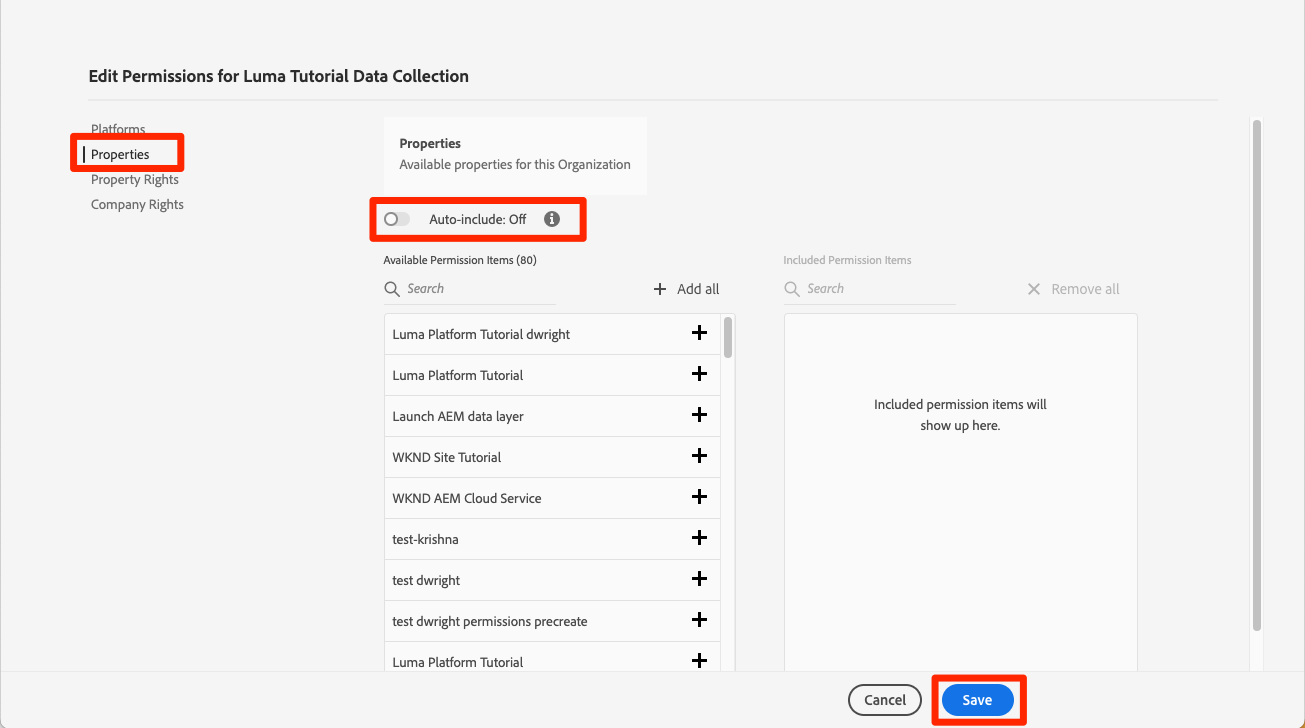 Edit Permissions for Luma Tutorial Data Collection
Platforms
Properties
Property Rights
Company Rights
Properties
Available properties for this Organization
Auto-include: Off
Available Permission Items (80)
Search
Add all
Luma Platform Tutorial dwright
Luma Platform Tutorial
Launch AEM data layer
WKND Site Tutorial
WKND AEM Cloud Service
test-krishna
test dwright
test dwright permissions precreate
Luma Platform Tutorial
Included Permission Items
Search
Remove all
Included permission items will
show up here.
Cancel
Save